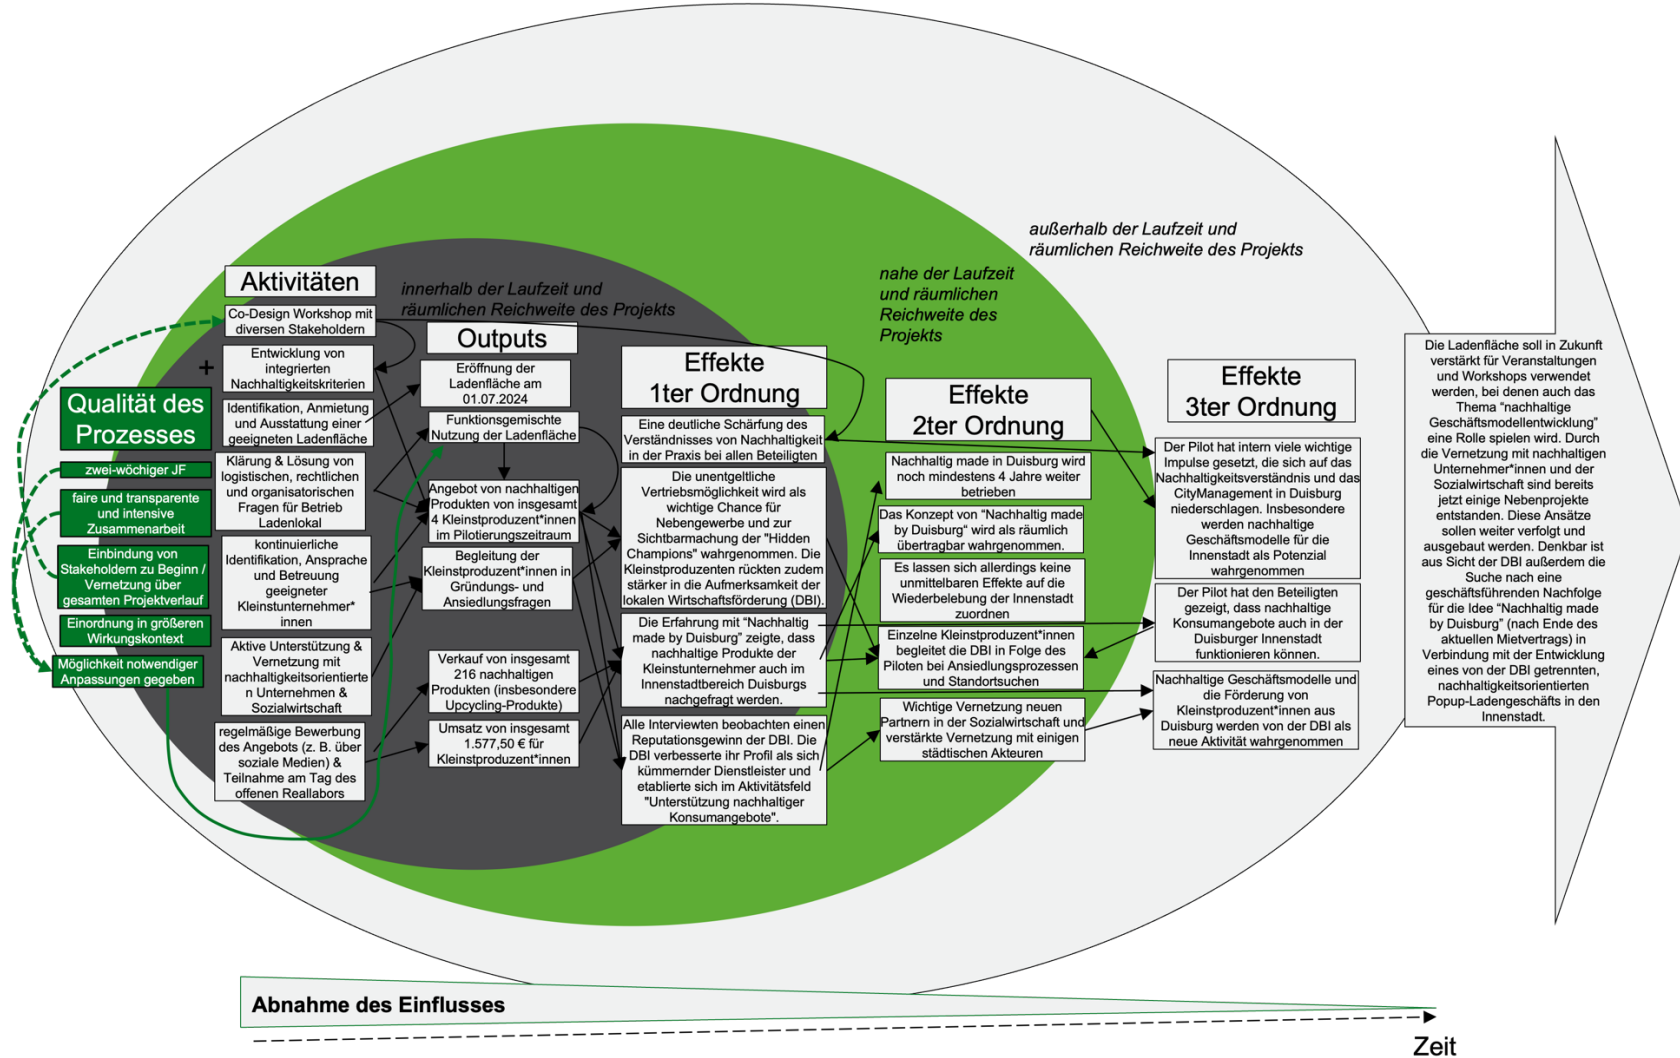 außerhalb der Laufzeit und
räumlichen Reichweite des Projekts
nahe der Laufzeit
und räumlichen
Reichweite des
Projekts
innerhalb der Laufzeit und
räumlichen Reichweite des Projekts
Qualität des
Prozesses
zwei-wöchiger JF
faire und transparente
und intensive
Zusammenarbeit
Einbindung von
Stakeholdern zu Beginn /
Vernetzung über
gesamten Projektverlauf
Einordnung in größeren
Wirkungskontext
Möglichkeit notwendiger
Anpassungen gegeben
+
Aktivitäten
Co-Design Workshop mit
diversen Stakeholdern
Entwicklung von
integrierten
Nachhaltigkeitskriterien
Identifikation, Anmietung
und Ausstattung einer
geeigneten Ladenfläche
Klärung & Lösung von
logistischen, rechtlichen
und organisatorischen
Fragen für Betrieb
Ladenlokal
kontinuierliche
Identifikation, Ansprache
und Betreuung
geeigneter
Kleinstunternehmer*
innen
Aktive Unterstützung &
Vernetzung mit
nachhaltigkeitsorientierte
n Unternehmen &
Sozialwirtschaft
regelmäßige Bewerbung
des Angebots (z. B. über
soziale Medien) &
Teilnahme am Tag des
offenen Reallabors
Outputs
Eröffnung der
Ladenfläche am
01.07.2024
Funktionsgemischte
Nutzung der Ladenfläche
Angebot von nachhaltigen
Produkten von insgesamt
4 Kleinstproduzent*innen
im Pilotierungszeitraum
Begleitung der
Kleinstproduzent*innen in
Gründungs- und
Ansiedlungsfragen
Verkauf von insgesamt
216 nachhaltigen
Produkten (insbesondere
Upcycling-Produkte)
Umsatz von insgesamt
1.577,50 € für
Kleinstproduzent*innen
Effekte
1ter Ordnung
Eine deutliche Schärfung des
Verständnisses von Nachhaltigkeit
in der Praxis bei allen Beteiligten
Die unentgeltliche
Vertriebsmöglichkeit wird als
wichtige Chance für
Nebengewerbe und zur
Sichtbarmachung der "Hidden
Champions" wahrgenommen. Die
Kleinstproduzenten rückten zudem
stärker in die Aufmerksamkeit der
lokalen Wirtschaftsförderung (DBI).
Die Erfahrung mit “Nachhaltig
made by Duisburg” zeigte, dass
nachhaltige Produkte der
Kleinstunternehmer auch im
Innenstadtbereich Duisburgs
nachgefragt werden.
Alle Interviewten beobachten einen
Reputationsgewinn der DBI. Die
DBI verbesserte ihr Profil als sich
kümmernder Dienstleister und
etablierte sich im Aktivitätsfeld
"Unterstützung nachhaltiger
Konsumangebote".
Effekte
2ter Ordnung
Nachhaltig made in Duisburg wird
noch mindestens 4 Jahre weiter
betrieben
Das Konzept von “Nachhaltig made
by Duisburg“ wird als räumlich
übertragbar wahrgenommen.
Es lassen sich allerdings keine
unmittelbaren Effekte auf die
Wiederbelebung der Innenstadt
zuordnen
Einzelne Kleinstproduzent*innen
begleitet die DBI in Folge des
Piloten bei Ansiedlungsprozessen
und Standortsuchen
Wichtige Vernetzung neuen
Partnern in der Sozialwirtschaft und
verstärkte Vernetzung mit einigen
städtischen Akteuren
Effekte
3ter Ordnung
Der Pilot hat intern viele wichtige
Impulse gesetzt, die sich auf das
Nachhaltigkeitsverständnis und das
CityManagement in Duisburg
niederschlagen. Insbesondere
werden nachhaltige
Geschäftsmodelle für die
Innenstadt als Potenzial
wahrgenommen
Der Pilot hat den Beteiligten
gezeigt, dass nachhaltige
Konsumangebote auch in der
Duisburger Innenstadt
funktionieren können.
Nachhaltige Geschäftsmodelle und
die Förderung von
Kleinstproduzent*innen aus
Duisburg werden von der DBI als
neue Aktivität wahrgenommen
Die Ladenfläche soll in Zukunft
verstärkt für Veranstaltungen
und Workshops verwendet
werden, bei denen auch das
Thema “nachhaltige
Geschäftsmodellentwicklung”
eine Rolle spielen wird. Durch
die Vernetzung mit nachhaltigen
Unternehmer*innen und der
Sozialwirtschaft sind bereits
jetzt einige Nebenprojekte
entstanden. Diese Ansätze
sollen weiter verfolgt und
ausgebaut werden. Denkbar ist
aus Sicht der DBI außerdem die
Suche nach eine
geschäftsführenden Nachfolge
für die Idee “Nachhaltig made
by Duisburg” (nach Ende des
aktuellen Mietvertrags) in
Verbindung mit der Entwicklung
eines von der DBI getrennten,
nachhaltigkeitsorientierten
Popup-Ladengeschäfts in den
Innenstadt.
Abnahme des Einflusses
Zeit